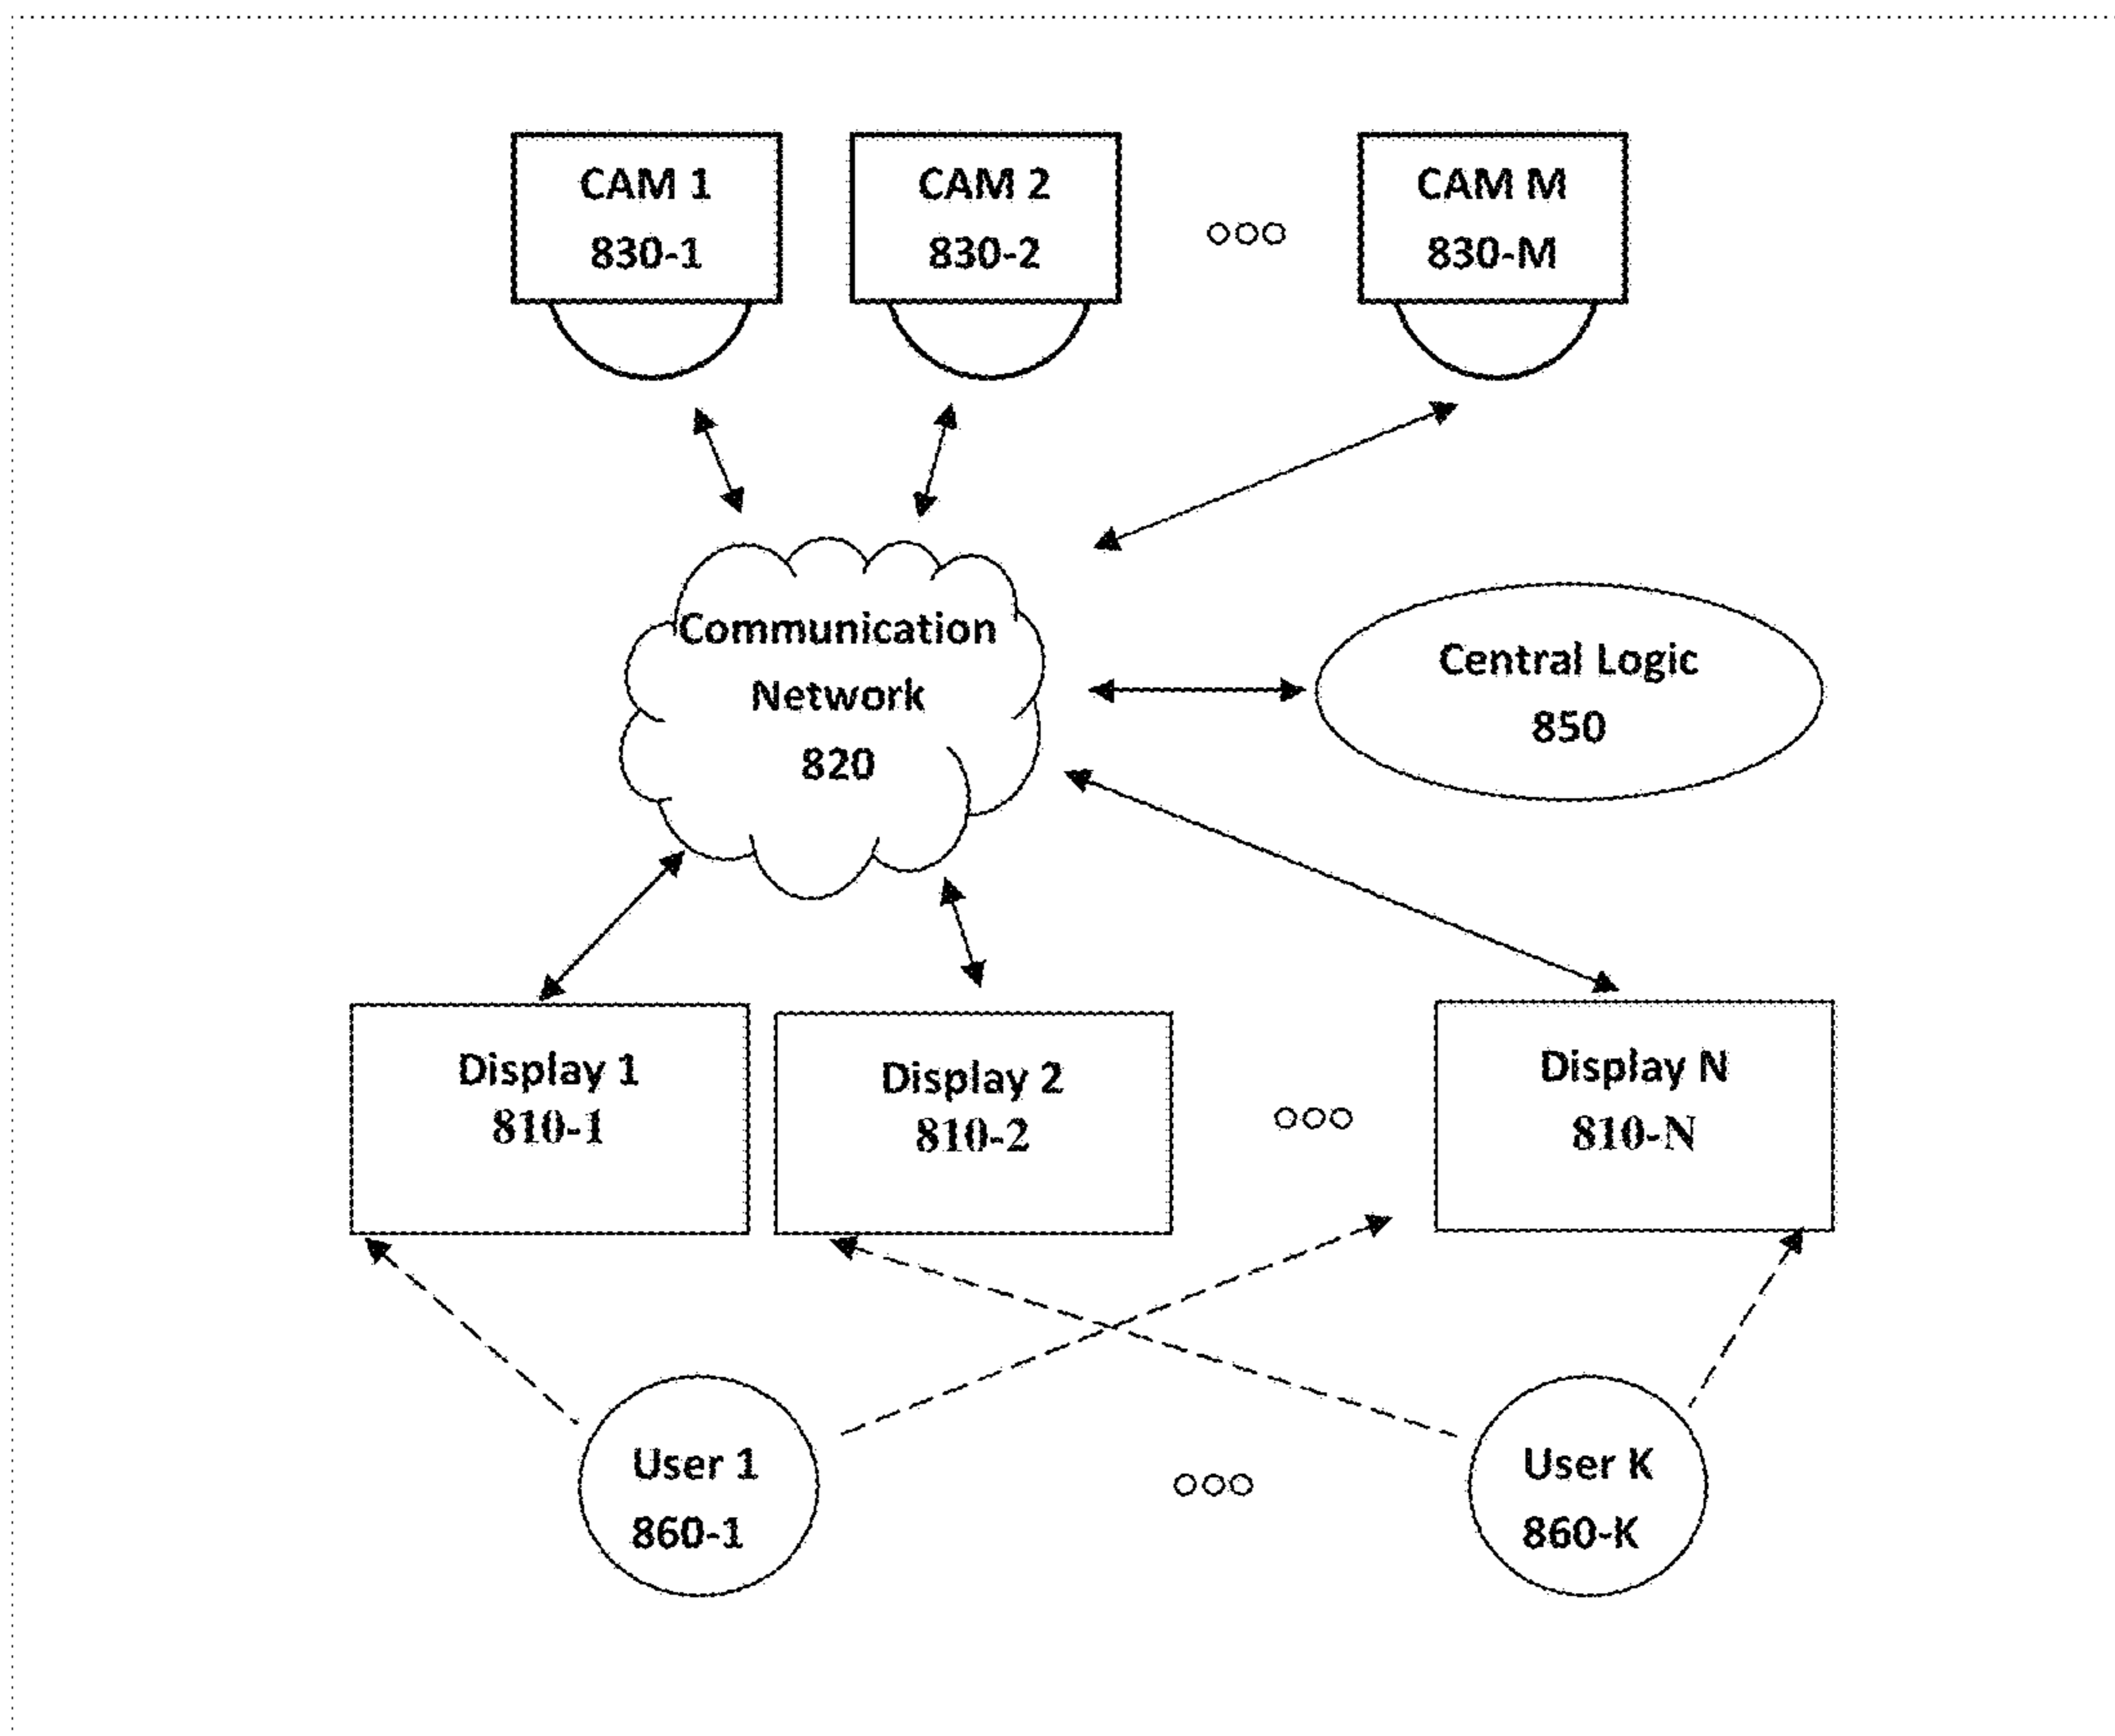 CAM 1
830-1
CAM 2
830-2
CAM M
830-M
Communication
Network
820
Central Logic
850
Display 1
810-1
Display 2
810-2
Display N
810-N
User 1
860-1
User K
860-K